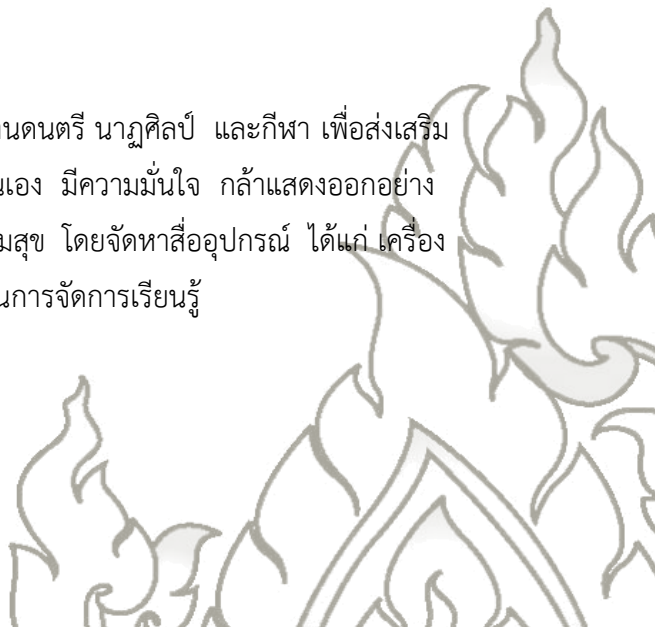 านดนตรี นาฏศิลป์ และกีฬา เพื่อส่งเสริม
นเอง มีความมั่นใจ กล้าแสดงออกอย่าง
มสุข โดยจัดหาสื่ออุปกรณ์ ได้แก่ เครื่อง
นการจัดการเรียนรู้